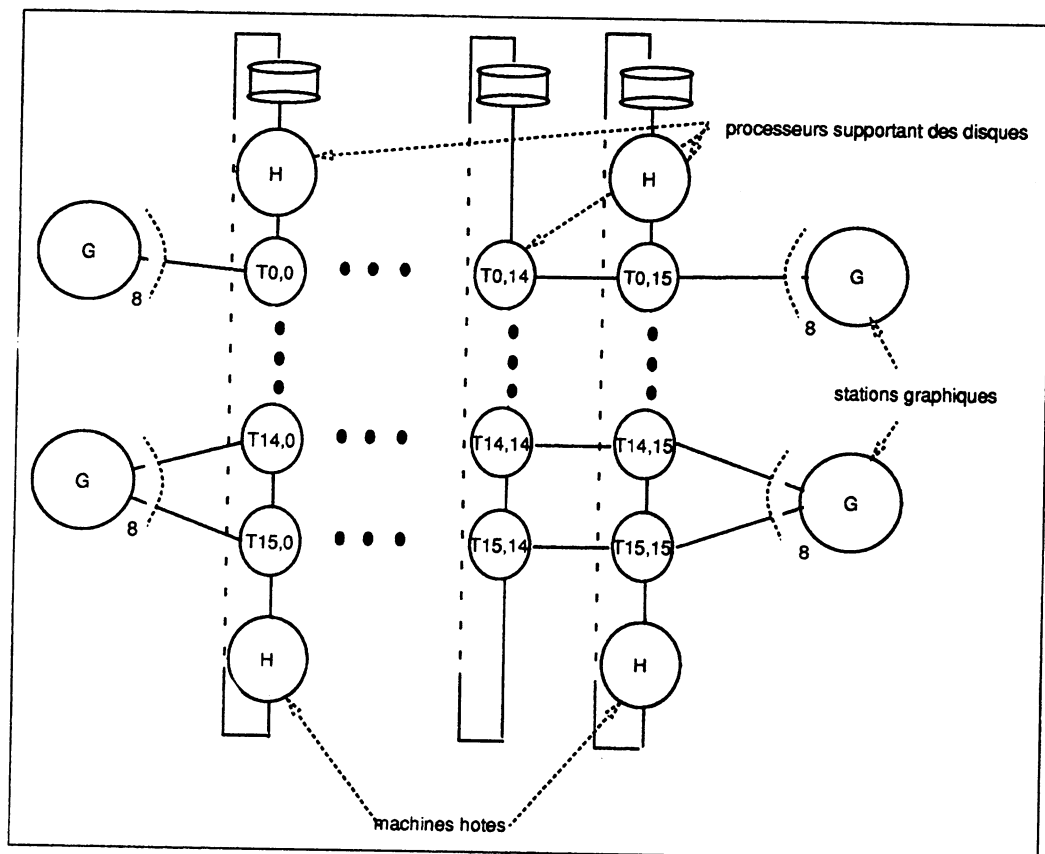 processeurs supportant des disques
H
H
G
T0,0
T0,14
T0,15
G
8
8
stations graphiques
G
T14,0
T14,14
T14,15
G
8
8
T15,0
T15,14
T15,15
H
H
machines hotes